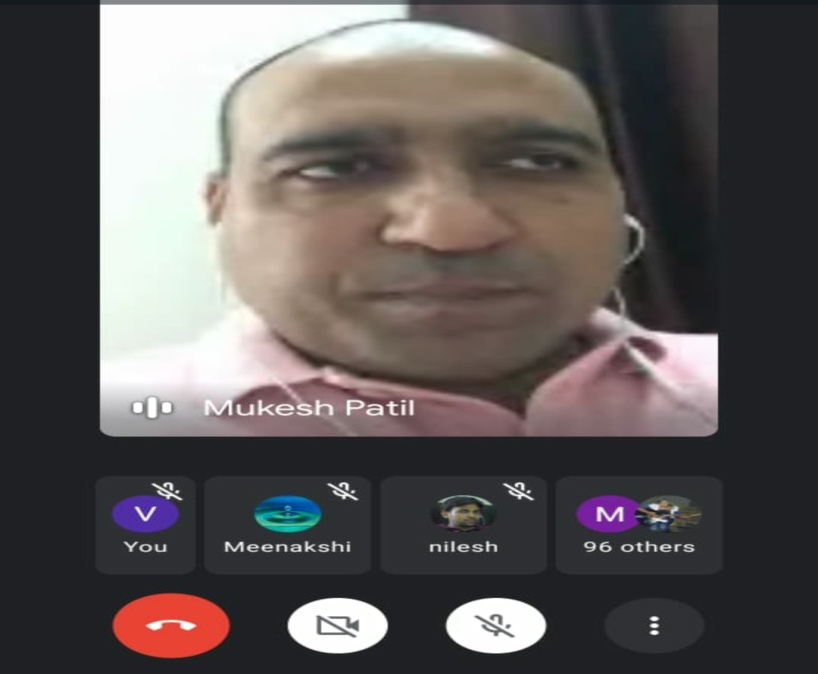 Mukesh Patil
V
M
You
Meenakshi
nilesh
96 others